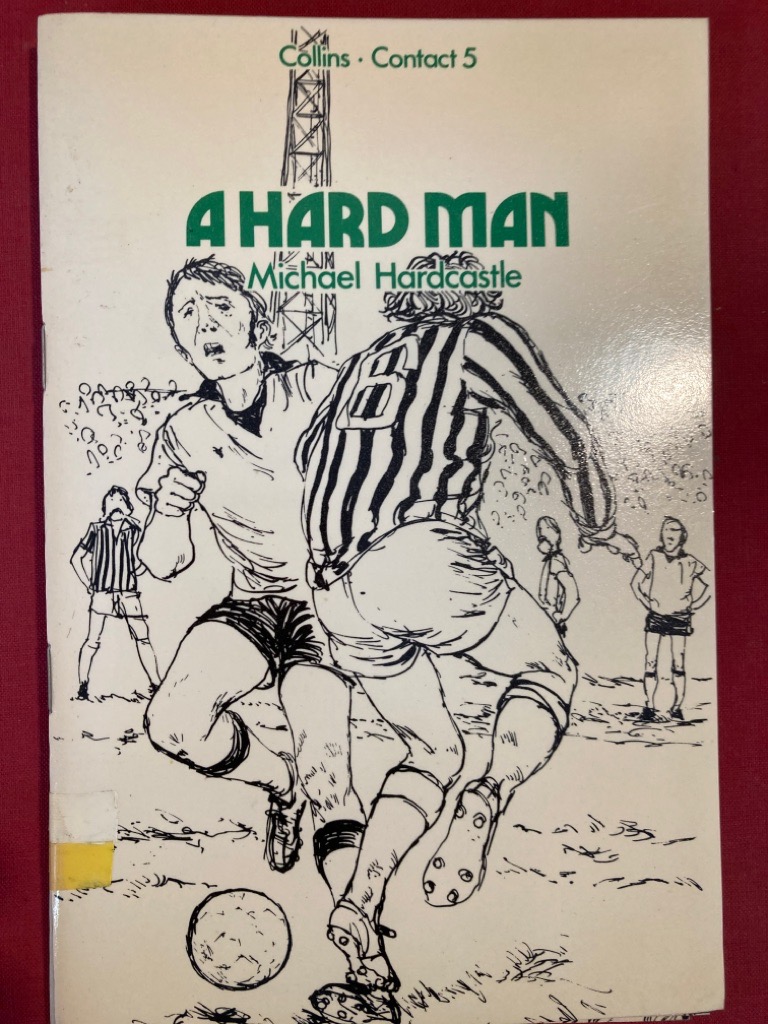 Collins · Contact 5
A HARD MAN
Michael Hardcastle
8